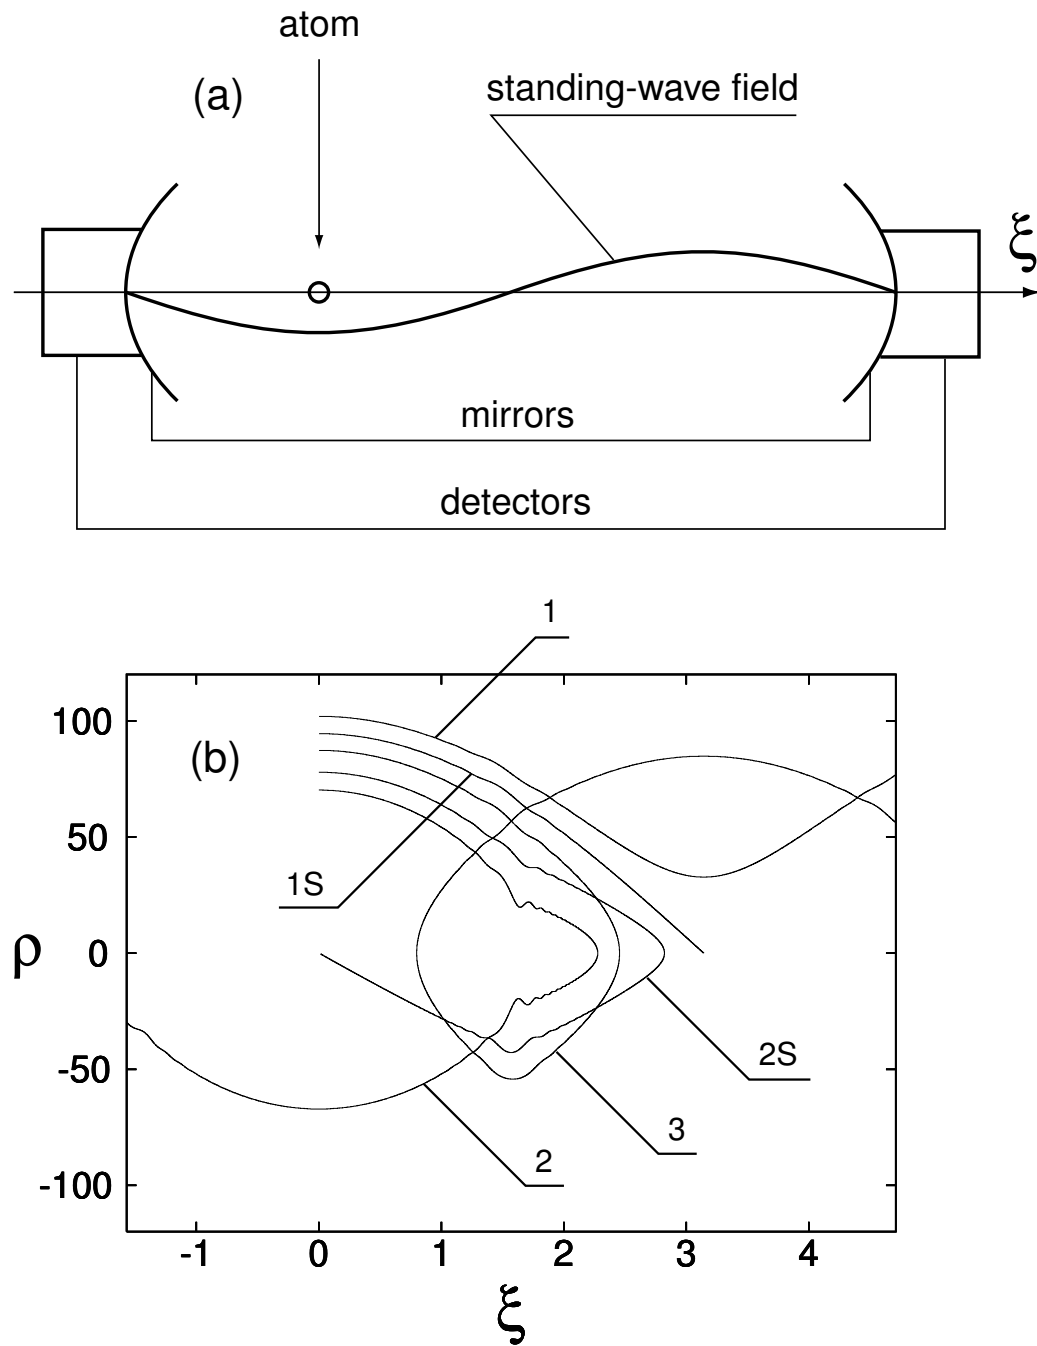 atom
(a)
standing-wave field
ξ
mirrors
detectors
1
100
(b)
50
1S
ρ
0
-50
2S
3
2
-100
-1 0 1 2 3 4
ξ